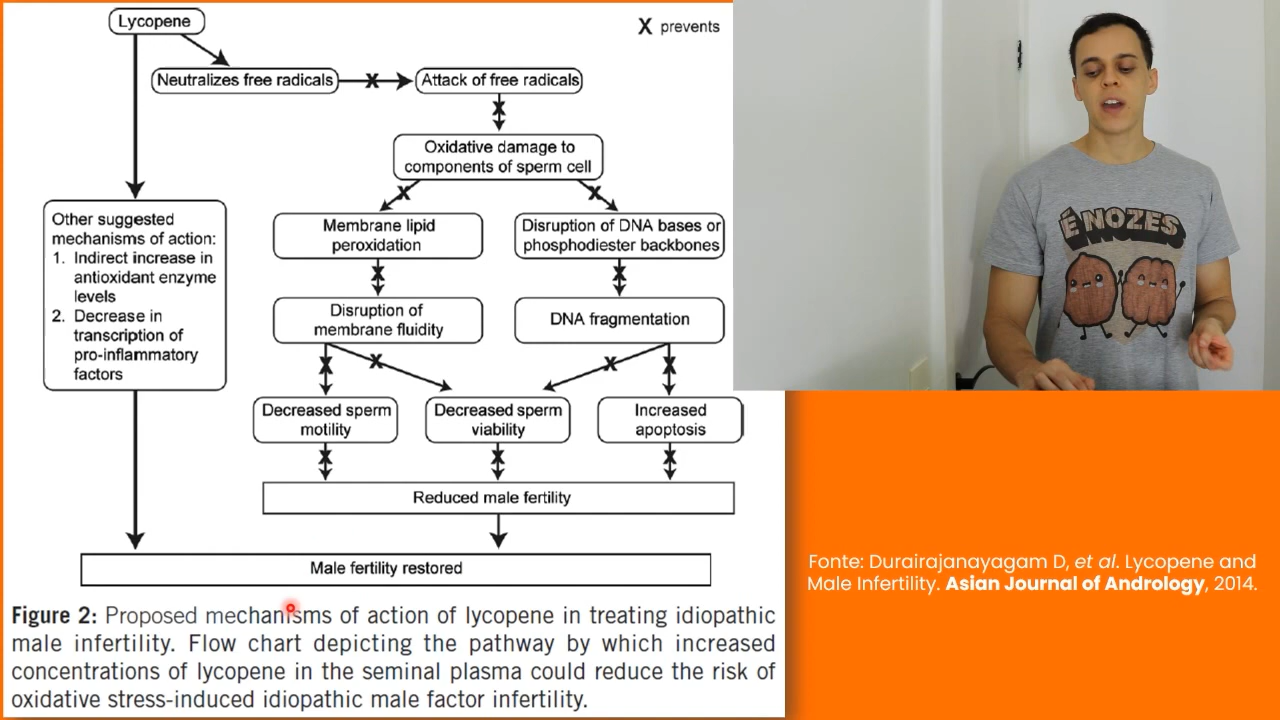 Lycopene
X prevents
Neutralizes free radicals
Attack of free radicals
Oxidative damage to
components of sperm cell
Other suggested
mechanisms of action:
1. Indirect increase in
antioxidant enzyme
levels
2. Decrease in
transcription of
pro-inflammatory
factors
Membrane lipid
peroxidation
Disruption of DNA bases or
phosphodiester backbones
Disruption of
membrane fluidity
DNA fragmentation
Decreased sperm
motility
Decreased sperm
viability
Increased
apoptosis
Reduced male fertility
Male fertility restored
Figure 2: Proposed mechanisms of action of lycopene in treating idiopathic
male infertility. Flow chart depicting the pathway by which increased
concentrations of lycopene in the seminal plasma could reduce the risk of
oxidative stress-induced idiopathic male factor infertility.
É NOZES
Fonte: Durairajanayagam D, et al. Lycopene and
Male Infertility. Asian Journal of Andrology, 2014.